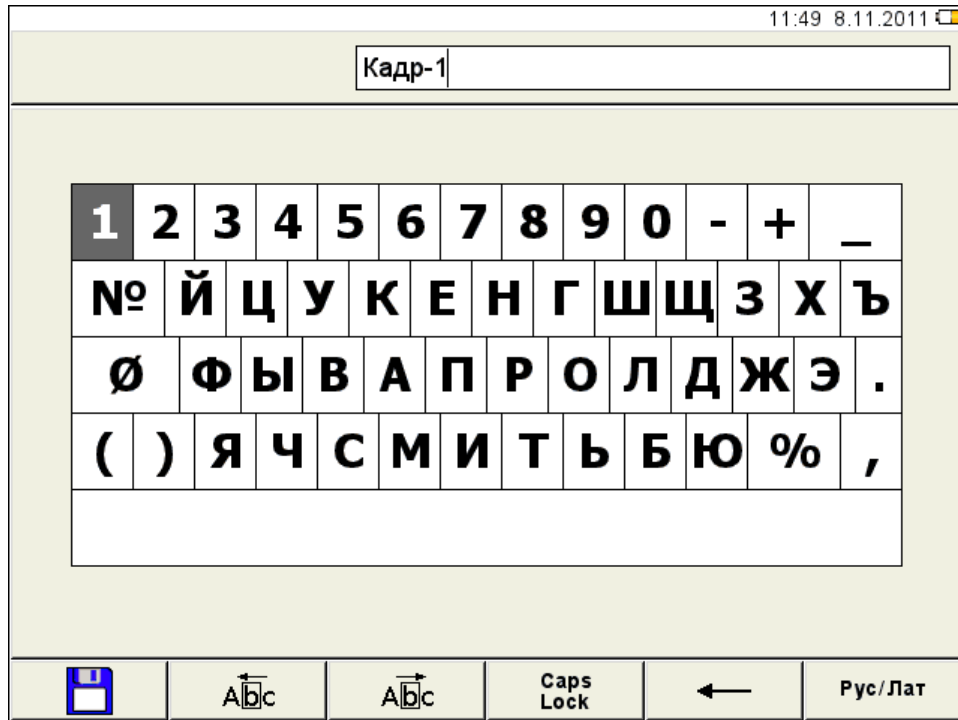 11:49 8.11.2011
Кадр-1
1 2 3 4 5 6 7 8 9 0 - + _
№ Й Ц У К Е Н Г Ш Щ З Х Ъ
Ø Ф Ы В А П Р О Л Д Ж Э .
( ) Я Ч С М И Т Ь Б Ю % ,
Abc Abc Caps Lock Рус/Лат